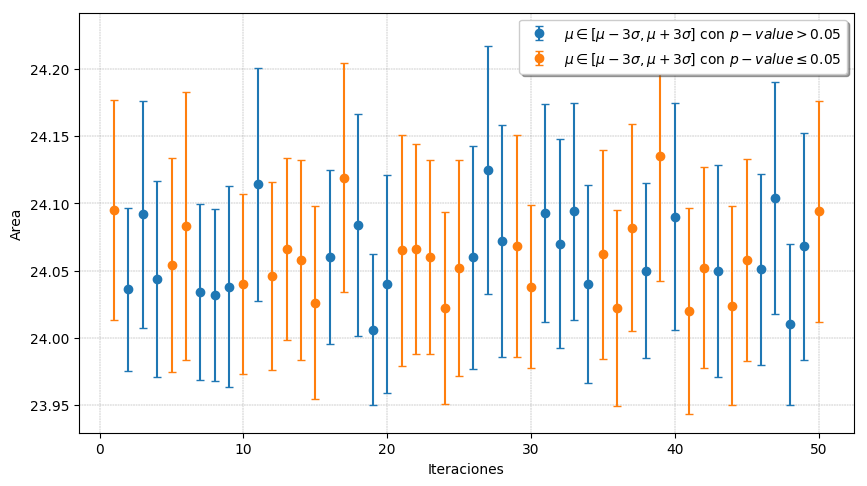 μ ∈ [μ − 3σ, μ + 3σ] con p − value > 0.05
μ ∈ [μ − 3σ, μ + 3σ] con p − value ≤ 0.05
24.20
24.15
24.10
24.05
24.00
23.95
Area
0 10 20 30 40 50
Iteraciones